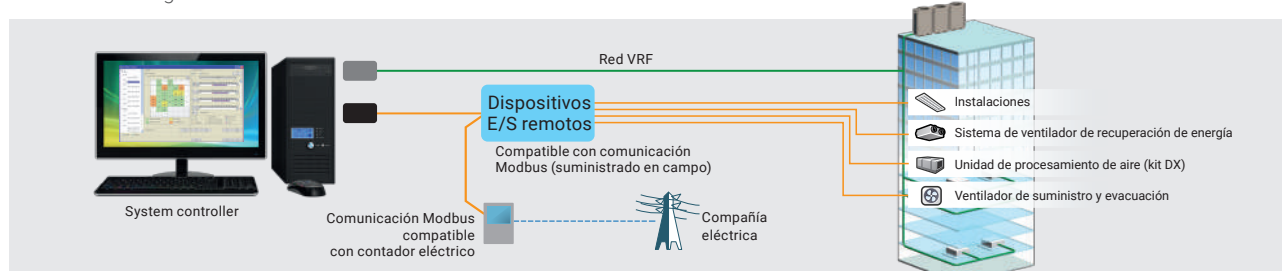 Red VRF
Dispositivos
E/S remotos
Instalaciones
Sistema de ventilador de recuperación de energía
Compatible con comunicación
Modbus (suministrado en campo)
Unidad de procesamiento de aire (kit DX)
Ventilador de suministro y evacuación
System controller
Comunicación Modbus
compatible
con contador eléctrico
Compañía
eléctrica